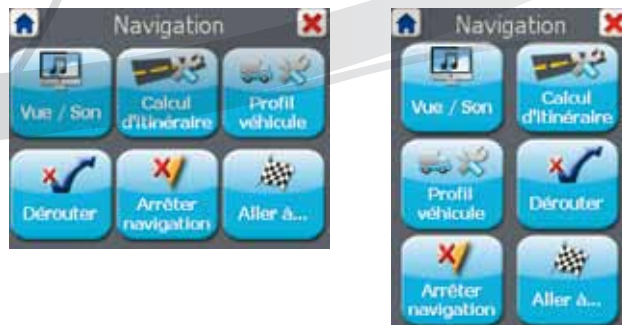 Navigation
Vue / Son
Calcul
d'itinéraire
Profil
véhicule
Dérouter
Arrêter
navigation
Aller à...
Navigation
Vue / Son
Calcul
d'itinéraire
Profil
véhicule
Dérouter
Arrêter
navigation
Aller à...